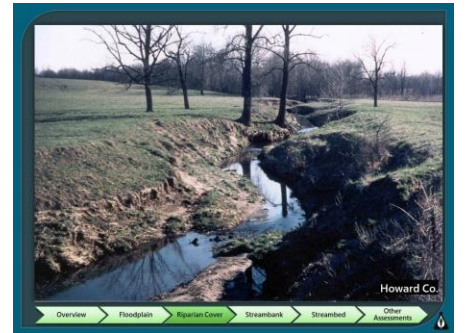 Howard Co.
Overview
Floodplain
Riparian Cover
Streambank
Streambed
Other
Assessments